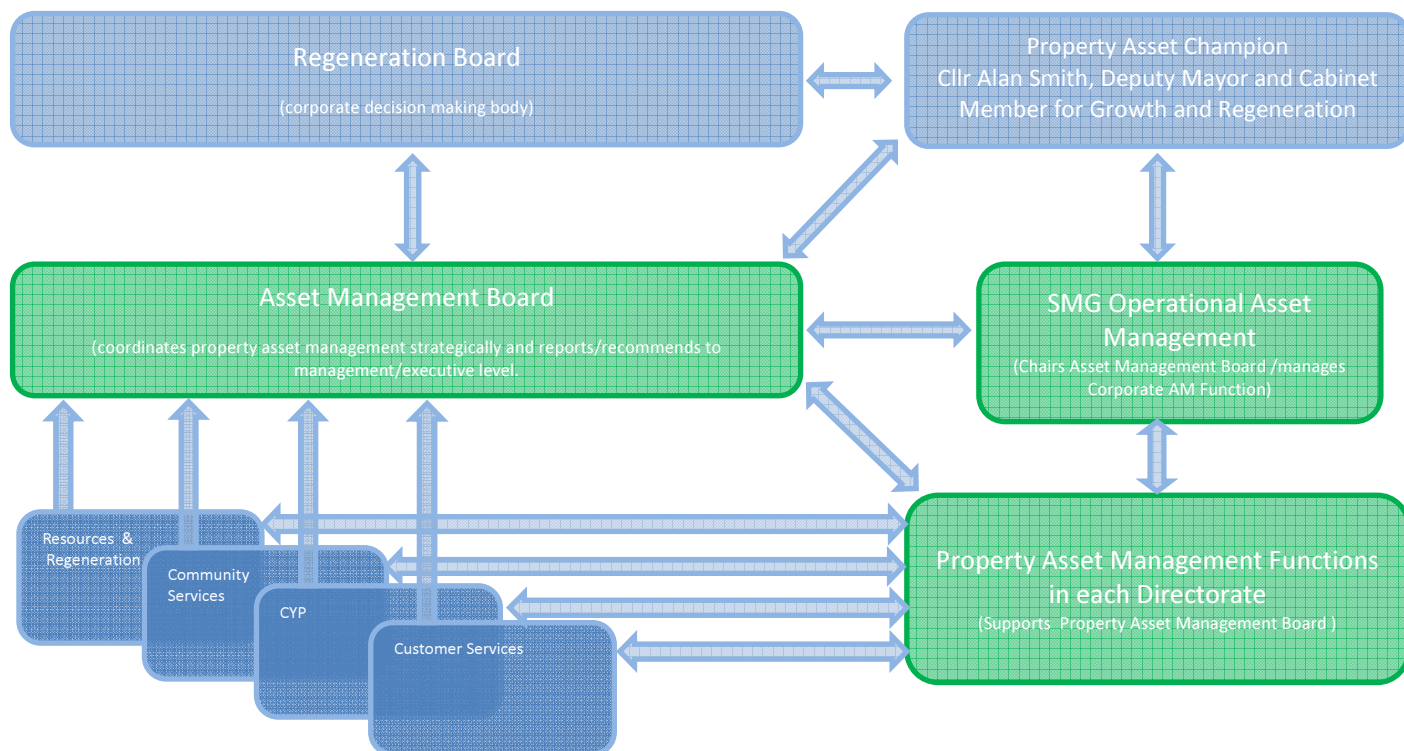 Regeneration Board
(corporate decision making body)
Property Asset Champion
Cllr Alan Smith, Deputy Mayor and Cabinet
Member for Growth and Regeneration
Asset Management Board
(coordinates property asset management strategically and reports/recommends to
management/executive level.
SMG Operational Asset
Management
(Chairs Asset Management Board /manages
Corporate AM Function)
Resources &
Regeneration
Community
Services
CYP
Customer Services
Property Asset Management Functions
in each Directorate
(Supports Property Asset Management Board )